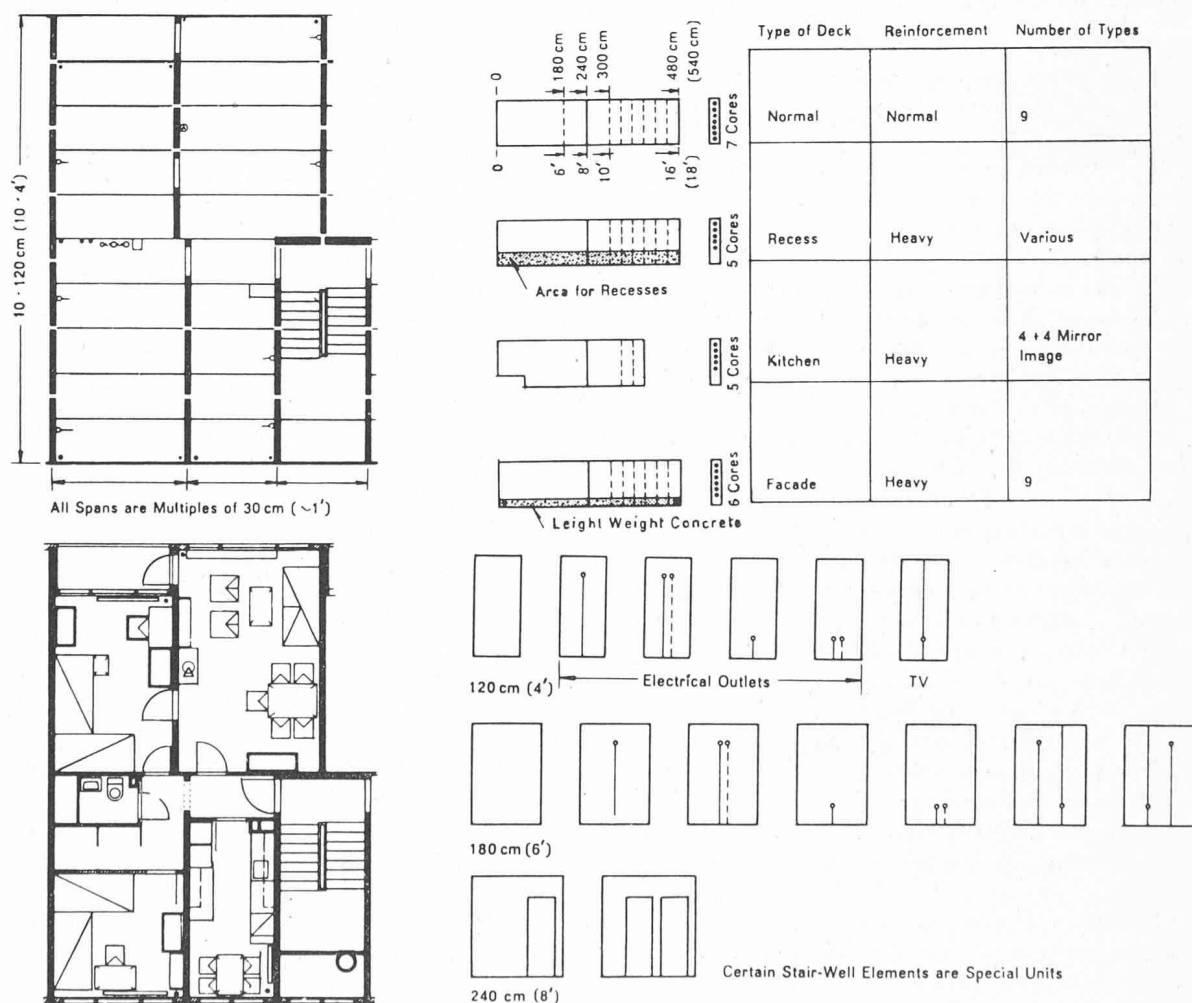 10 · 120 cm (10 · 4')
All Spans are Multiples of 30 cm (~1')
0
180 cm
240 cm
300 cm
480 cm
(540 cm)
0
6'
8'
10'
16'
(18')
7 Cores
5 Cores
Area for Recesses
5 Cores
6 Cores
Leight Weight Concrete
Type of Deck Reinforcement Number of Types
Normal Normal 9
Recess Heavy Various
Kitchen Heavy 4 + 4 Mirror
Image
Facade Heavy 9
120 cm (4')
Electrical Outlets
TV
180 cm (6')
240 cm (8')
Certain Stair-Well Elements are Special Units